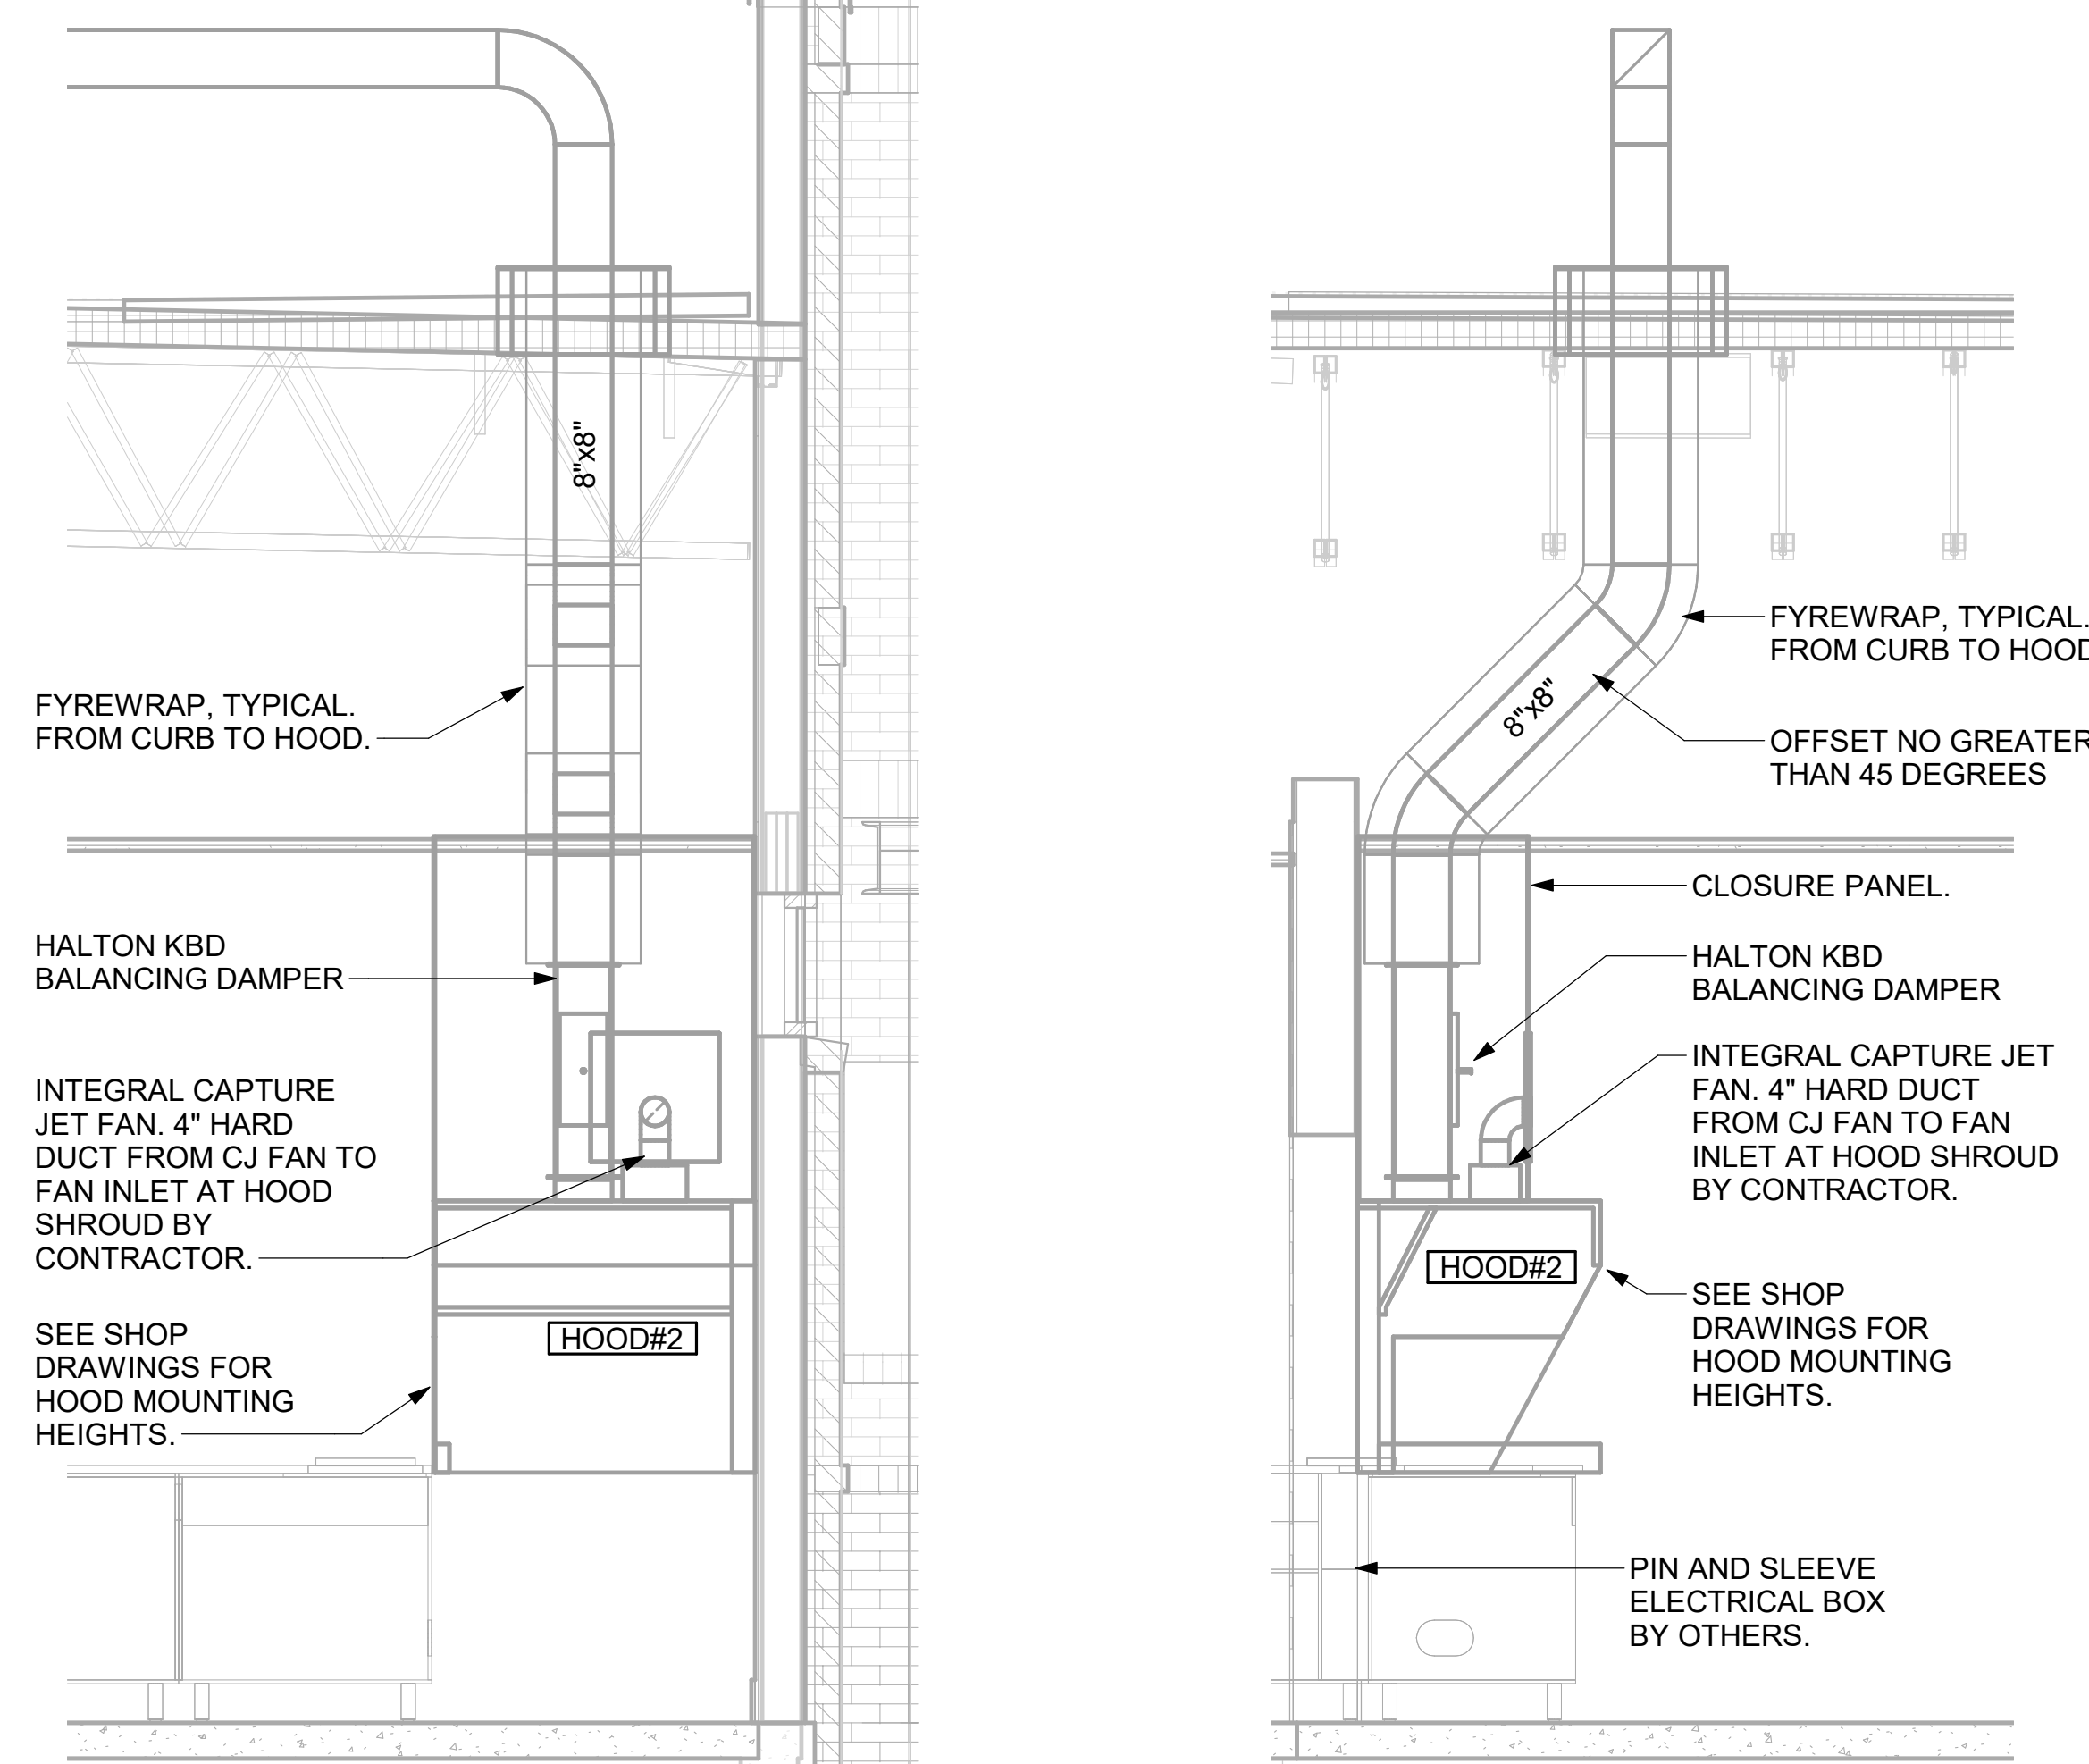 8"x8"
FYREWRAP, TYPICAL.
FROM CURB TO HOOD.
HALTON KBD
BALANCING DAMPER
INTEGRAL CAPTURE
JET FAN. 4" HARD
DUCT FROM CJ FAN TO
FAN INLET AT HOOD
SHROUD BY
CONTRACTOR.
SEE SHOP
DRAWINGS FOR
HOOD MOUNTING
HEIGHTS.
HOOD#2
FYREWRAP, TYPICAL.
FROM CURB TO HOOD
8"x8"
OFFSET NO GREATER
THAN 45 DEGREES
CLOSURE PANEL.
HALTON KBD
BALANCING DAMPER
INTEGRAL CAPTURE JET
FAN. 4" HARD DUCT
FROM CJ FAN TO FAN
INLET AT HOOD SHROUD
BY CONTRACTOR.
HOOD#2
SEE SHOP
DRAWINGS FOR
HOOD MOUNTING
HEIGHTS.
PIN AND SLEEVE
ELECTRICAL BOX
BY OTHERS.